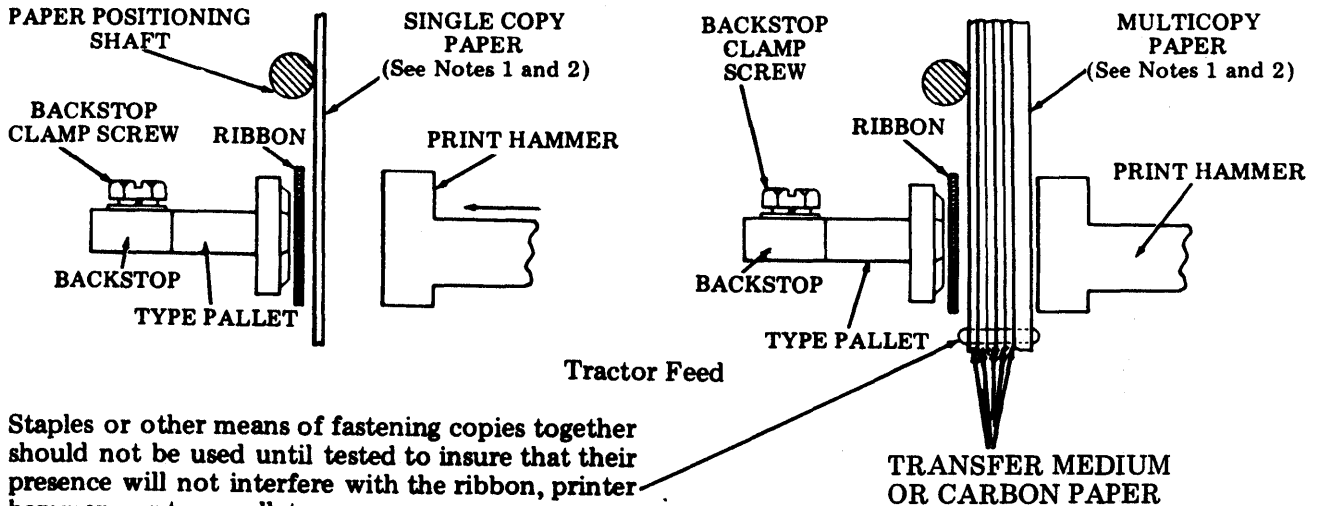 PAPER POSITIONING
SHAFT
SINGLE COPY
PAPER
(See Notes 1 and 2)
BACKSTOP
CLAMP SCREW
RIBBON
PRINT HAMMER
BACKSTOP
TYPE PALLET
BACKSTOP
CLAMP
SCREW
MULTICOPY
PAPER
(See Notes 1 and 2)
RIBBON
PRINT HAMMER
BACKSTOP
TYPE PALLET
Tractor Feed
Staples or other means of fastening copies together
should not be used until tested to insure that their
presence will not interfere with the ribbon, printer
TRANSFER MEDIUM
OR CARBON PAPER